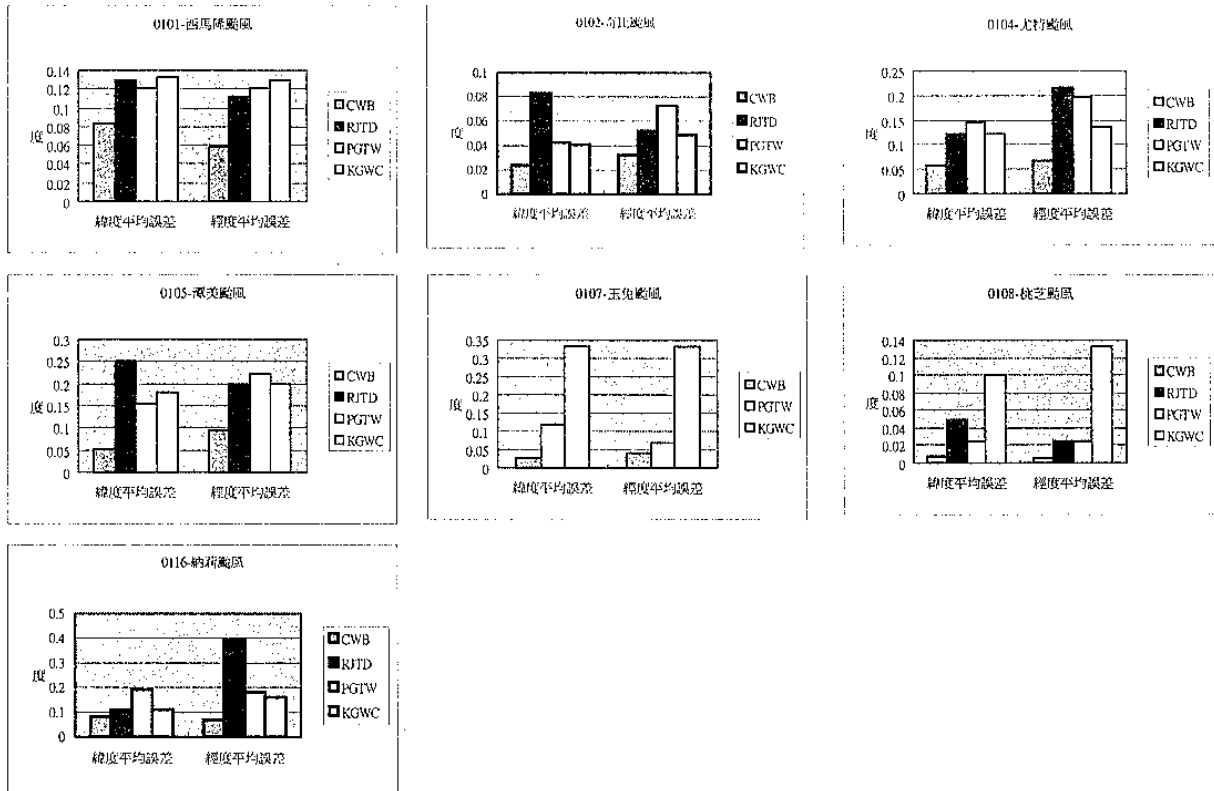 0101-西馬隆颱風
0.14
0.12
0.1
0.08
0.06
0.04
0.02
0
度
緯度平均誤差
經度平均誤差
CWB
RJTD
PGTW
KGWC
0102-奇比颱風
0.1
0.08
0.06
0.04
0.02
0
度
緯度平均誤差
經度平均誤差
CWB
RJTD
PGTW
KGWC
0104-尤特颱風
0.25
0.2
0.15
0.1
0.05
0
度
緯度平均誤差
經度平均誤差
CWB
RJTD
PGTW
KGWC
0105-潭美颱風
0.3
0.25
0.2
0.15
0.1
0.05
0
度
緯度平均誤差
經度平均誤差
CWB
RJTD
PGTW
KGWC
0107-玉兔颱風
0.35
0.3
0.25
0.2
0.15
0.1
0.05
0
度
緯度平均誤差
經度平均誤差
CWB
PGTW
KGWC
0108-桃芝颱風
0.14
0.12
0.1
0.08
0.06
0.04
0.02
0
度
緯度平均誤差
經度平均誤差
CWB
RJTD
PGTW
KGWC
0116-納莉颱風
0.5
0.4
0.3
0.2
0.1
0
度
緯度平均誤差
經度平均誤差
CWB
RJTD
PGTW
KGWC